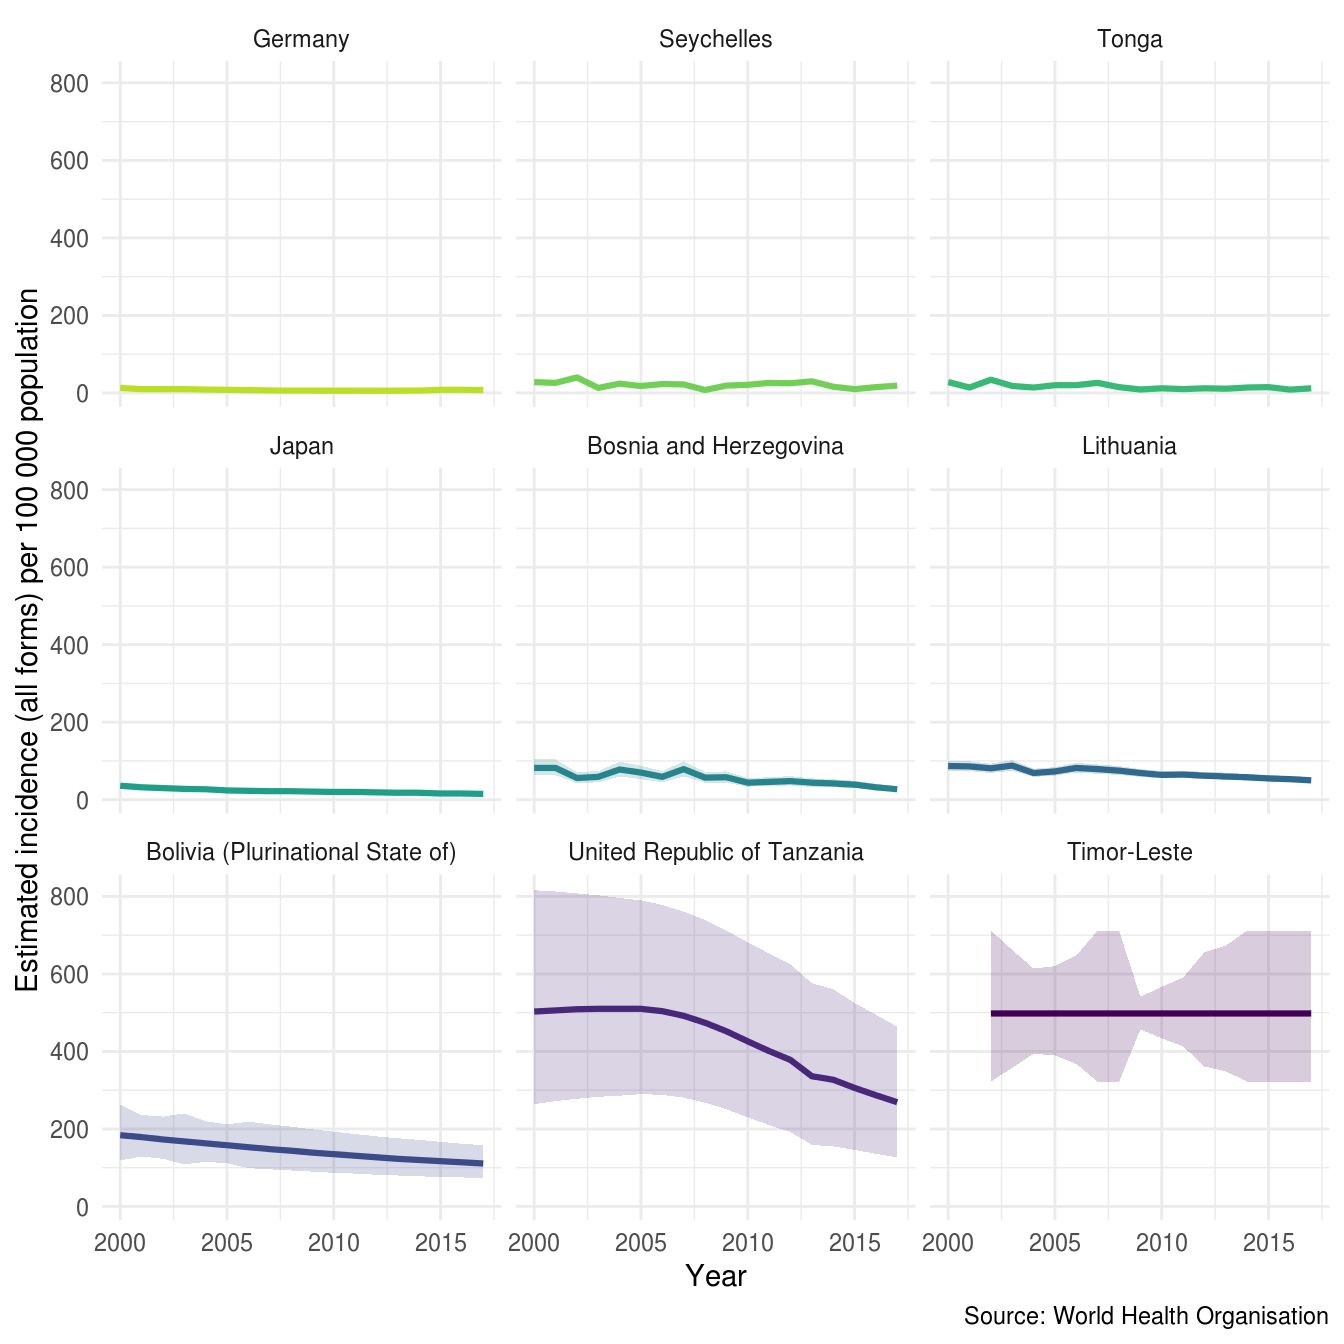 Germany Seychelles Tonga
800
600
400
200
0
Japan Bosnia and Herzegovina Lithuania
800
600
400
200
0
Bolivia (Plurinational State of) United Republic of Tanzania Timor-Leste
800
600
400
200
0
2000 2005 2010 2015 2000 2005 2010 2015 2000 2005 2010 2015
Estimated incidence (all forms) per 100 000 population
Year
Source: World Health Organisation